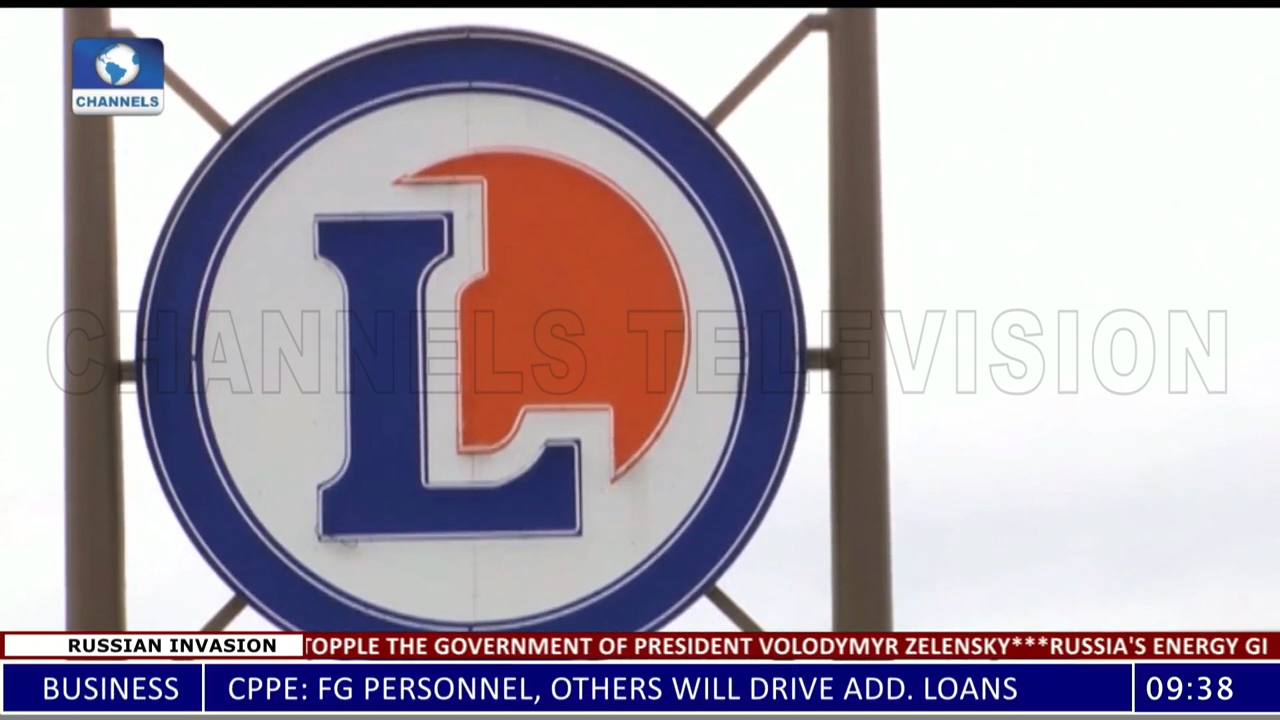 CHANNELS
L
CHANNELS TELEVISION
RUSSIAN INVASION
TOPPLE THE GOVERNMENT OF PRESIDENT VOLODYMYR ZELENSKY***RUSSIA'S ENERGY GI
BUSINESS
CPPE: FG PERSONNEL, OTHERS WILL DRIVE ADD. LOANS
09:38